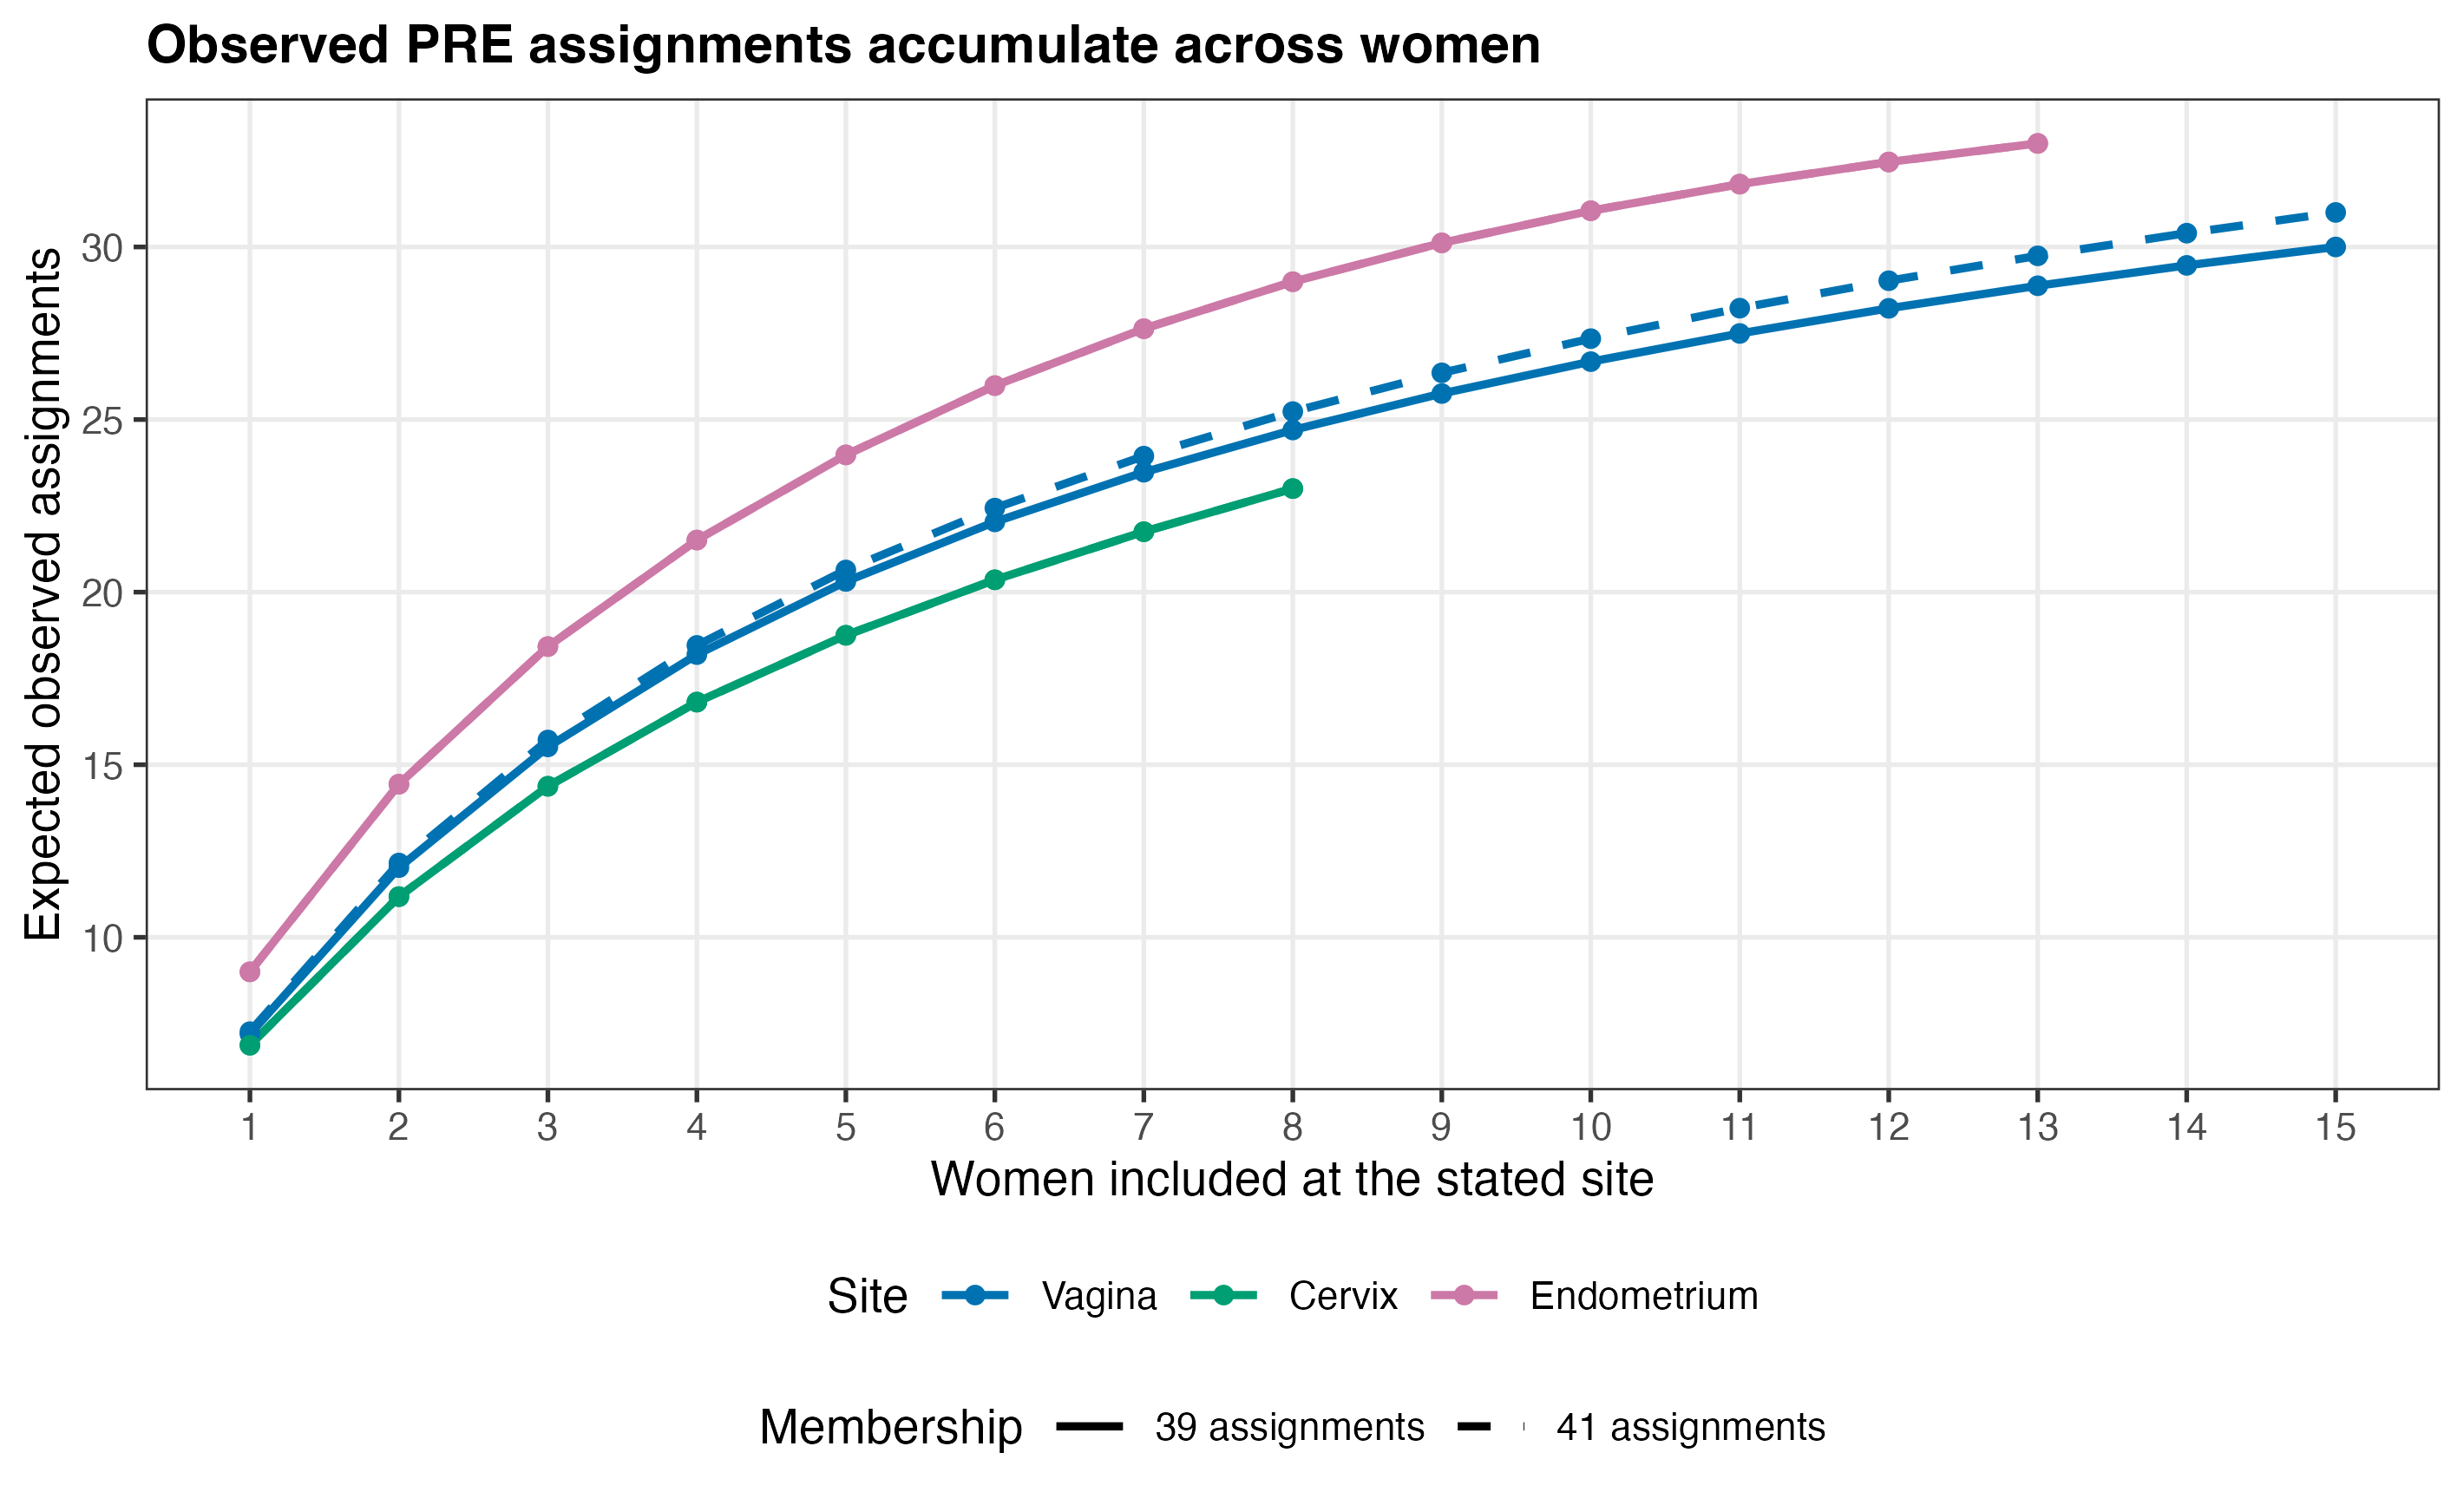 Observed PRE assignments accumulate across women
Expected observed assignments
30
25
20
15
10
1 2 3 4 5 6 7 8 9 10 11 12 13 14 15
Women included at the stated site
Site Vagina Cervix Endometrium
Membership 39 assignments 41 assignments